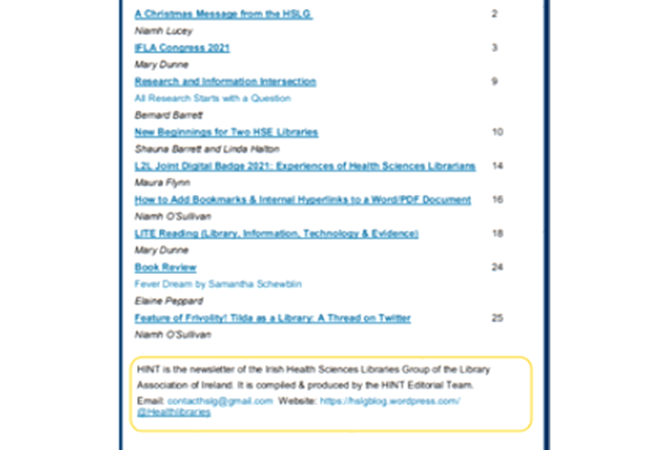 A Christmas Message from the HSLG 2
Niamh Lucey
IFLA Congress 2021 3
Mary Dunne
Research and Information Intersection 9
All Research Starts with a Question
Bernard Barrett
New Beginnings for Two HSE Libraries 10
Shauna Barrett and Linda Halton
L2L Joint Digital Badge 2021: Experiences of Health Sciences Librarians 14
Maura Flynn
How to Add Bookmarks & Internal Hyperlinks to a Word/PDF Document 16
Niamh O'Sullivan
LITE Reading (Library, Information, Technology & Evidence) 18
Mary Dunne
Book Review 24
Fever Dream by Samantha Schewblin
Elaine Peppard
Feature of Frivolity! Tilda as a Library: A Thread on Twitter 25
Niamh O'Sullivan
HINT is the newsletter of the Irish Health Sciences Libraries Group of the Library
Association of Ireland. It is compiled & produced by the HINT Editorial Team.
Email: contacthslg@gmail.com Website: https://hslgblog.wordpress.com/
@Healthlibraries